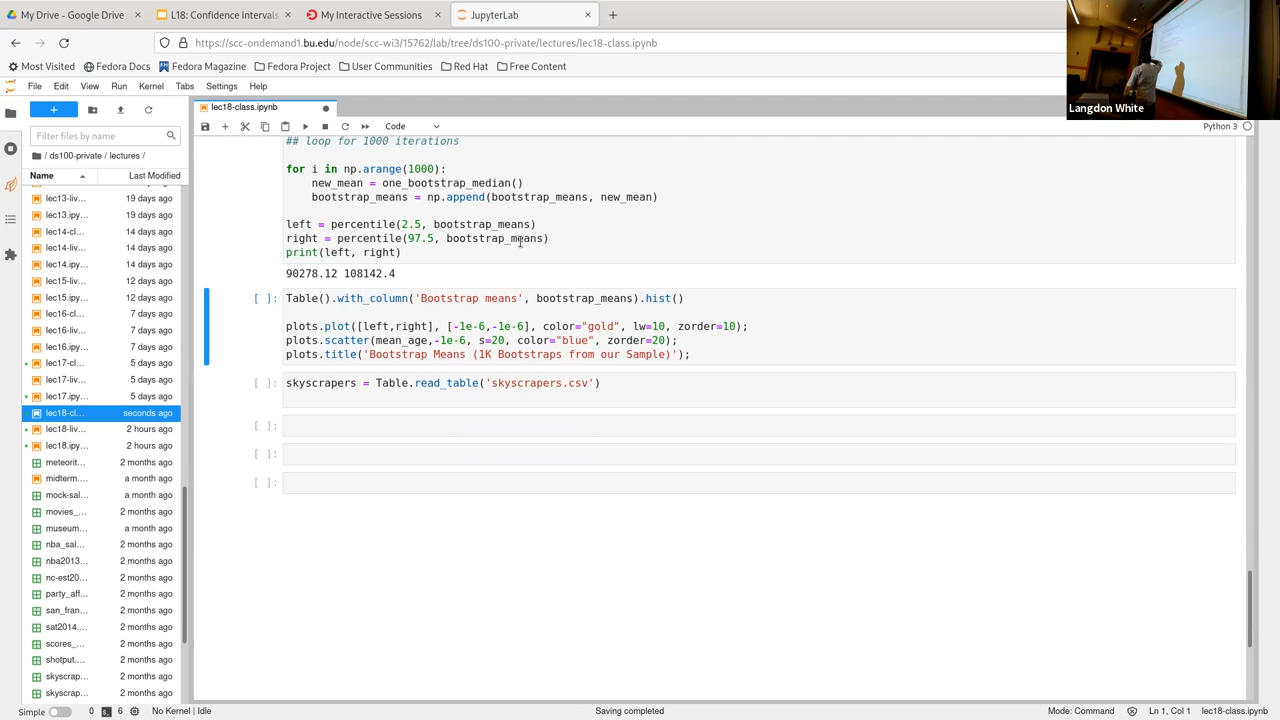 My Drive - Google Drive
L18: Confidence Intervals
My Interactive Sessions
JupyterLab
https://scc-ondemand1.bu.edu/node/scc-wi3/15762/lab/tree/ds100-private/lectures/lec18-class.ipynb
Most Visited
Fedora Docs
Fedora Magazine
Fedora Project
User Communities
Red Hat
Free Content
Langdon White
File Edit View Run Kernel Tabs Settings Help
lec18-class.ipynb
Code
Python 3
Filter files by name
/ ds100-private / lectures /
Name Last Modified
lec13-liv... 19 days ago
lec13.ipy... 19 days ago
lec14-cl... 14 days ago
lec14-liv... 14 days ago
lec14.ipy... 14 days ago
lec15-liv... 12 days ago
lec15.ipy... 12 days ago
lec16-cl... 7 days ago
lec16-liv... 7 days ago
lec16.ipy... 7 days ago
lec17-cl... 5 days ago
lec17-liv... 5 days ago
lec17.ipy... 5 days ago
lec18-cl... seconds ago
lec18-liv... 2 hours ago
lec18.ipy... 2 hours ago
meteorit... 2 months ago
midterm.... a month ago
mock-sal... a month ago
movies_... 2 months ago
museum... a month ago
nba_sal... 2 months ago
nba2013... 2 months ago
nc-est20... 2 months ago
party_aff... 2 months ago
san_fran... 2 months ago
sat2014.... 2 months ago
scores_... 2 months ago
shotput.... 2 months ago
skyscrap... 2 months ago
skyscrap... 2 months ago
## loop for 1000 iterations
for i in np.arange(1000):
    new_mean = one_bootstrap_median()
    bootstrap_means = np.append(bootstrap_means, new_mean)
left = percentile(2.5, bootstrap_means)
right = percentile(97.5, bootstrap_means)
print(left, right)
90278.12 108142.4
[ ]: Table().with_column('Bootstrap means', bootstrap_means).hist()
plots.plot([left,right], [-1e-6,-1e-6], color="gold", lw=10, zorder=10);
plots.scatter(mean_age,-1e-6, s=20, color="blue", zorder=20);
plots.title('Bootstrap Means (1K Bootstraps from our Sample)');
[ ]: skyscrapers = Table.read_table('skyscrapers.csv')
[ ]:
[ ]:
[ ]:
Simple 0 6 No Kernel | Idle
Saving completed
Mode: Command
Ln 1, Col 1
lec18-class.ipynb